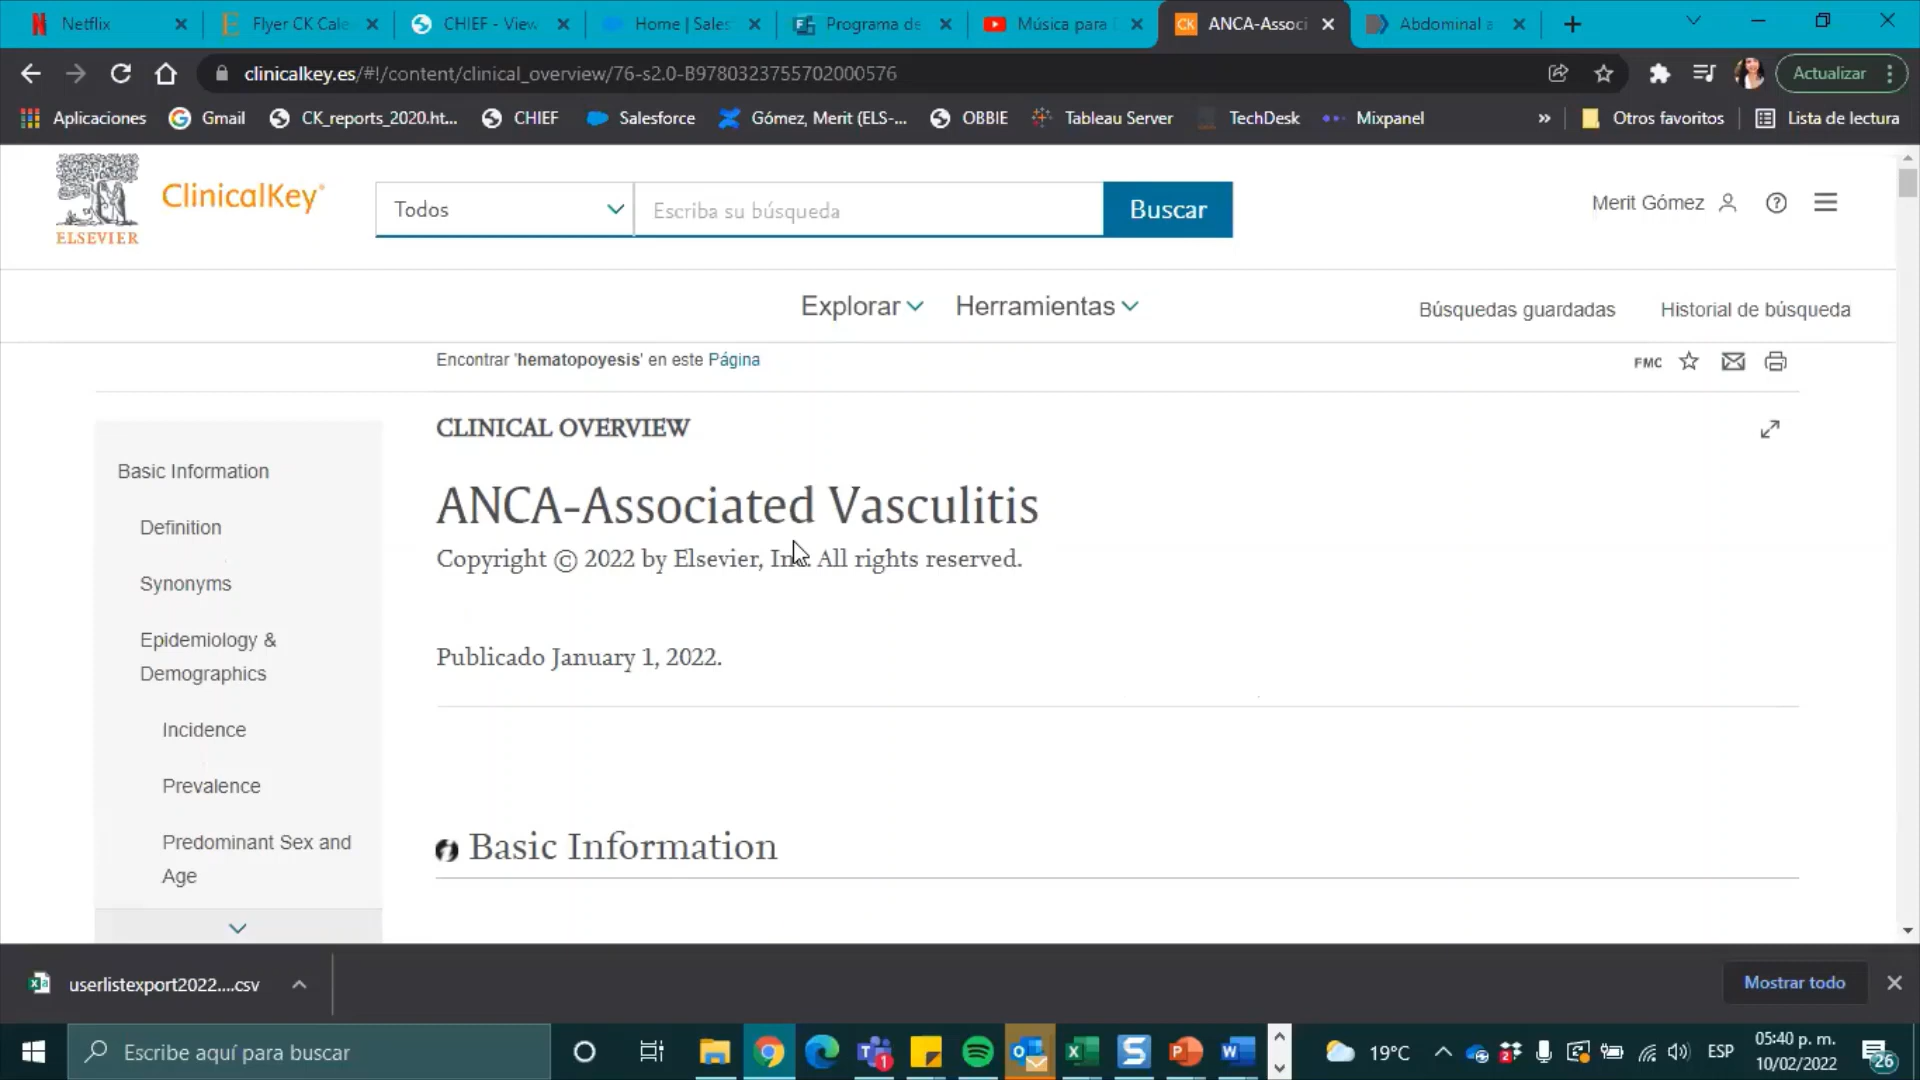 Netflix
Flyer CK Cale
CHIEF - View
Home | Sales
Programa de
Música para
ANCA-Associ
Abdominal a
clinicalkey.es/#!/content/clinical_overview/76-s2.0-B9780323755702000576
Actualizar
Aplicaciones
Gmail
CK_reports_2020.ht...
CHIEF
Salesforce
Gómez, Merit (ELS-...
OBBIE
Tableau Server
TechDesk
Mixpanel
»
Otros favoritos
Lista de lectura
ELSEVIER
ClinicalKey®
Todos
Escriba su búsqueda
Buscar
Merit Gómez
Explorar
Herramientas
Búsquedas guardadas
Historial de búsqueda
Encontrar 'hematopoyesis' en este Página
FMC
CLINICAL OVERVIEW
ANCA-Associated Vasculitis
Copyright © 2022 by Elsevier, Inc. All rights reserved.
Publicado January 1, 2022.
Basic Information
Definition
Synonyms
Epidemiology &
Demographics
Incidence
Prevalence
Predominant Sex and
Age
Basic Information
userlistexport2022....csv
Mostrar todo
Escribe aquí para buscar
19°C
ESP
05:40 p. m.
10/02/2022
26